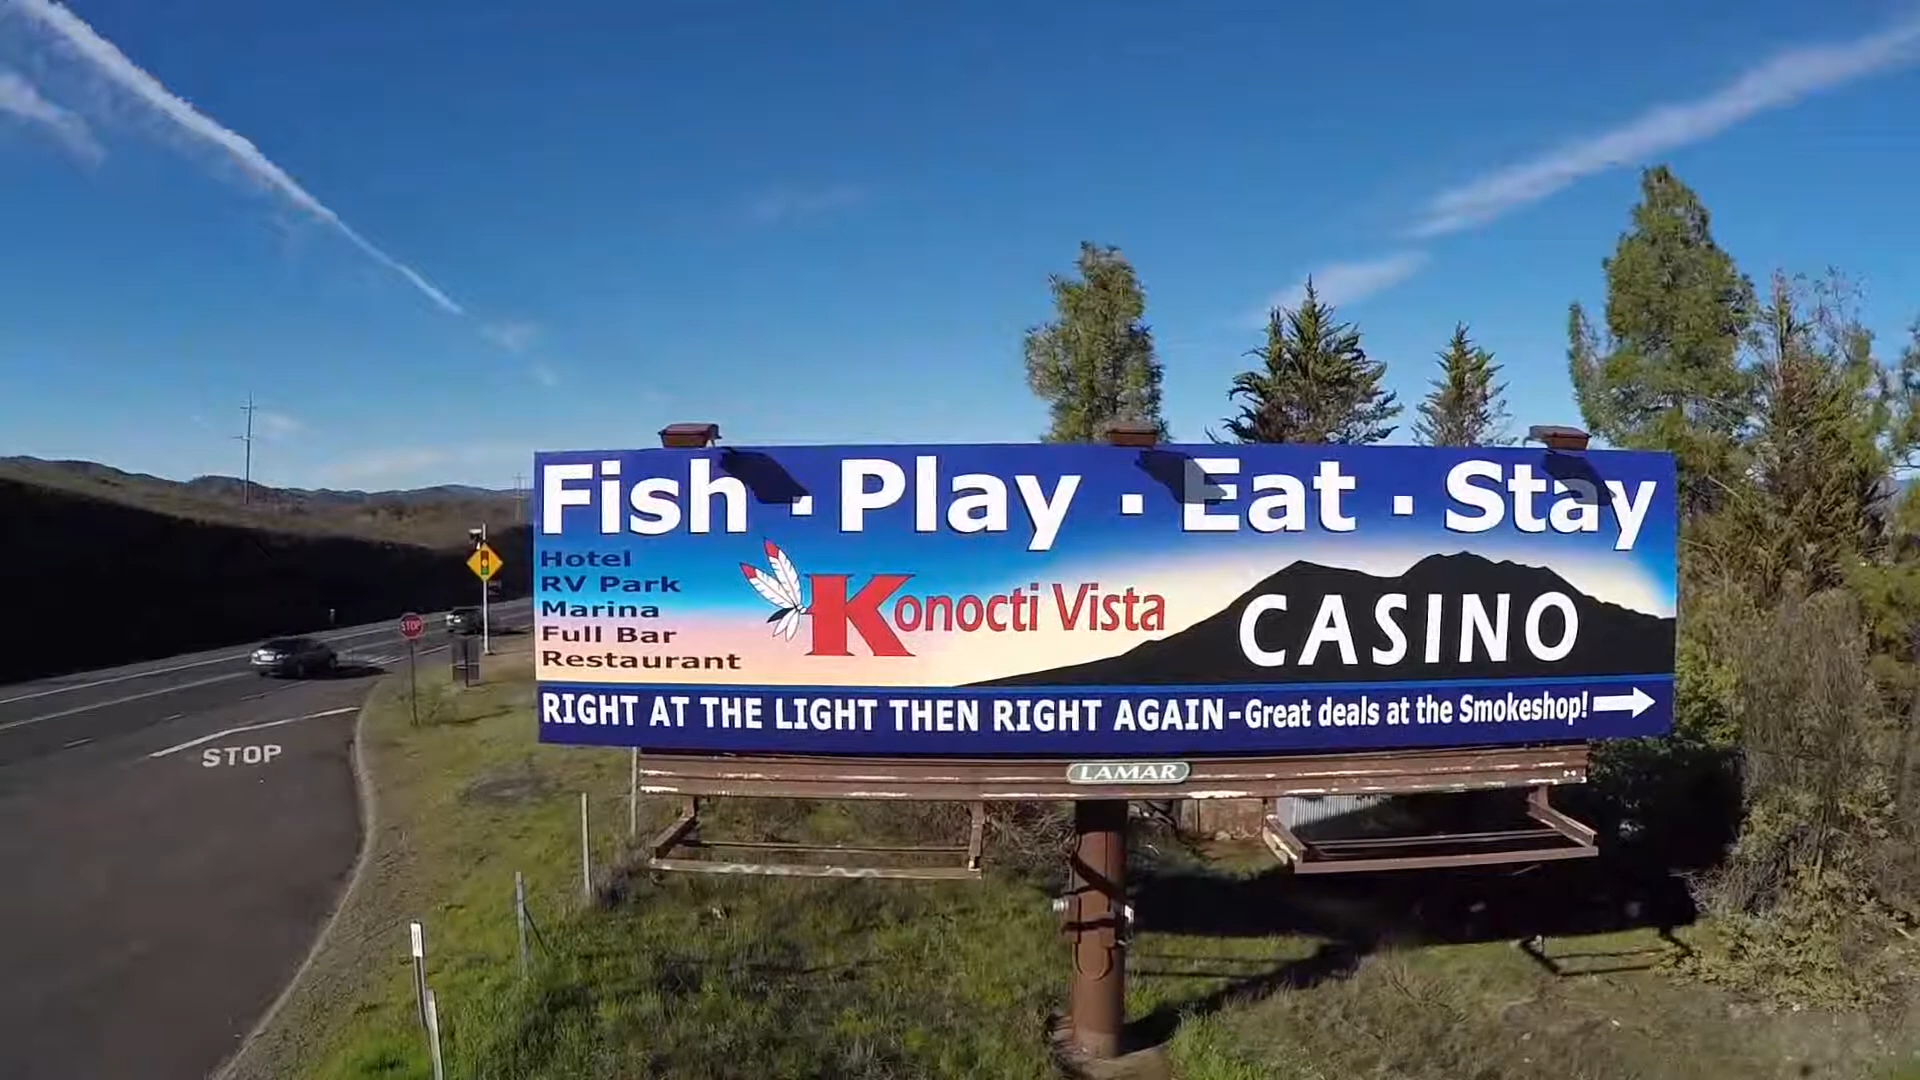 Fish · Play · Eat · Stay
Hotel
RV Park
Marina
Full Bar
Restaurant
Konocti Vista
CASINO
RIGHT AT THE LIGHT THEN RIGHT AGAIN-Great deals at the Smokeshop!
LAMAR
STOP
STOP